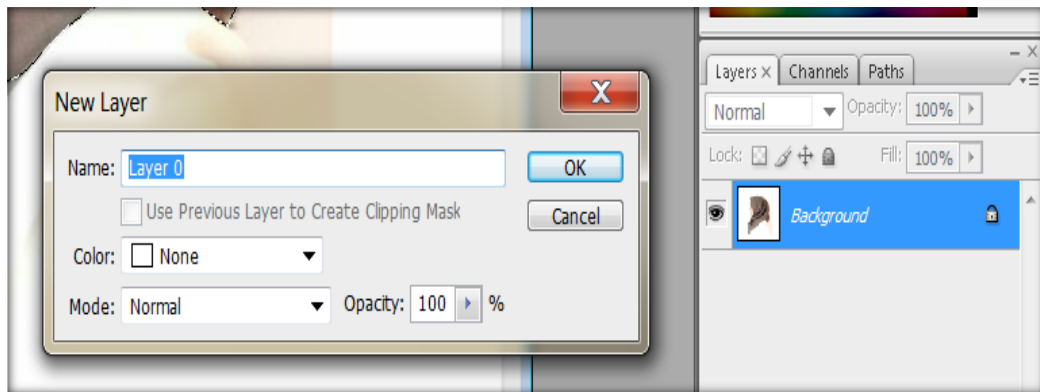 New Layer
X
Name: Layer 0
OK
Use Previous Layer to Create Clipping Mask
Cancel
Color: None
Mode: Normal Opacity: 100 %
Layers × Channels Paths
Normal Opacity: 100%
Lock: Fill: 100%
Background